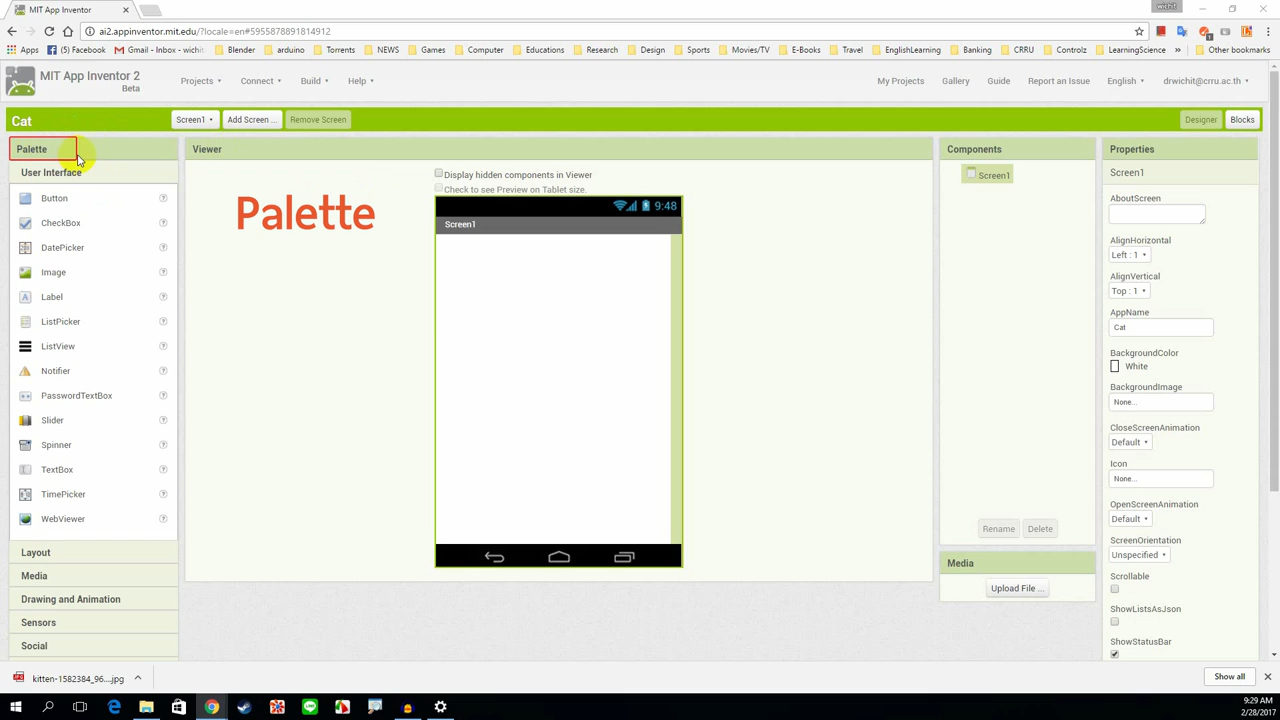 wichit
MIT App Inventor 2
ai2.appinventor.mit.edu/?locale=en#5955878891814912
Apps (5) Facebook Gmail - Inbox - wichit Blender arduino Torrents NEWS Games Computer Educations Research Design Sports Movies/TV E-Books Travel EnglishLearning Banking CRRU Controlz LearningScience » Other bookmarks
MIT App Inventor 2
Beta
Projects Connect Build Help My Projects Gallery Guide Report an Issue English drwichit@crru.ac.th
Cat Screen1 Add Screen ... Remove Screen Designer Blocks
Palette Viewer Components Properties
User Interface
Button
CheckBox
DatePicker
Image
Label
ListPicker
ListView
Notifier
PasswordTextBox
Slider
Spinner
TextBox
TimePicker
WebViewer
Layout
Media
Drawing and Animation
Sensors
Social
Palette
Display hidden components in Viewer
Check to see Preview on Tablet size.
9:48
Screen1
Screen1
Rename Delete
Media
Upload File ...
Screen1
AboutScreen
AlignHorizontal
Left : 1
AlignVertical
Top : 1
AppName
Cat
BackgroundColor
White
BackgroundImage
None...
CloseScreenAnimation
Default
Icon
None...
OpenScreenAnimation
Default
ScreenOrientation
Unspecified
Scrollable
ShowListsAsJson
ShowStatusBar
kitten-1582384_96....jpg Show all
9:29 AM
2/28/2017